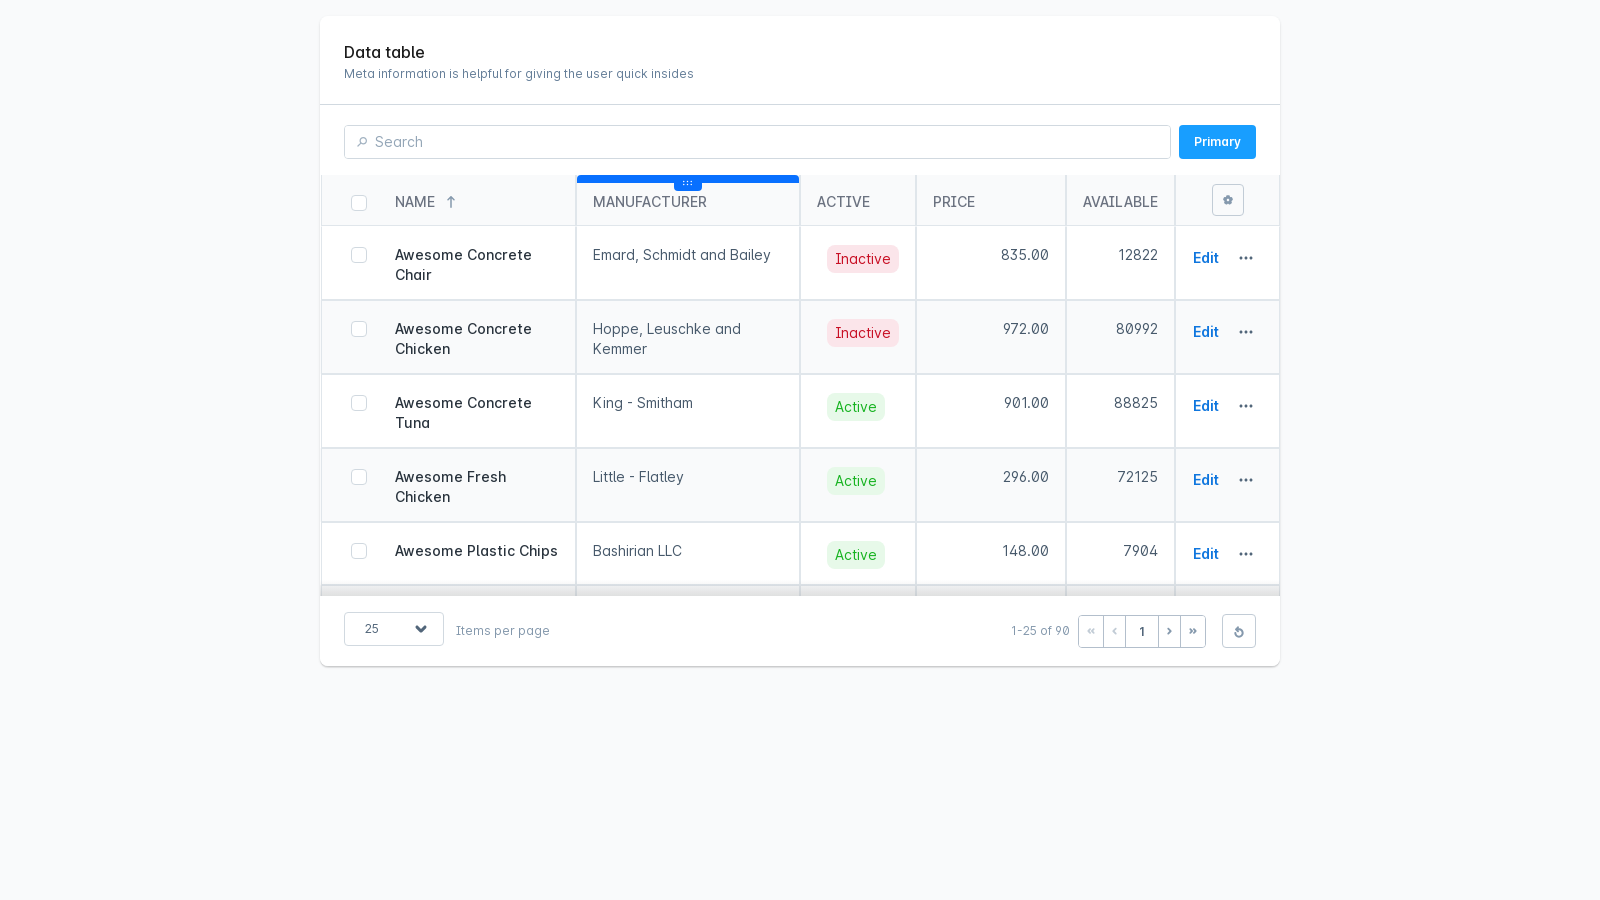 Data table
Meta information is helpful for giving the user quick insides
Search
Primary
NAME
MANUFACTURER
ACTIVE
PRICE
AVAILABLE
Awesome Concrete
Chair
Emard, Schmidt and Bailey
Inactive
835.00
12822
Edit
Awesome Concrete
Chicken
Hoppe, Leuschke and
Kemmer
Inactive
972.00
80992
Edit
Awesome Concrete
Tuna
King - Smitham
Active
901.00
88825
Edit
Awesome Fresh
Chicken
Little - Flatley
Active
296.00
72125
Edit
Awesome Plastic Chips
Bashirian LLC
Active
148.00
7904
Edit
25
Items per page
1-25 of 90
1